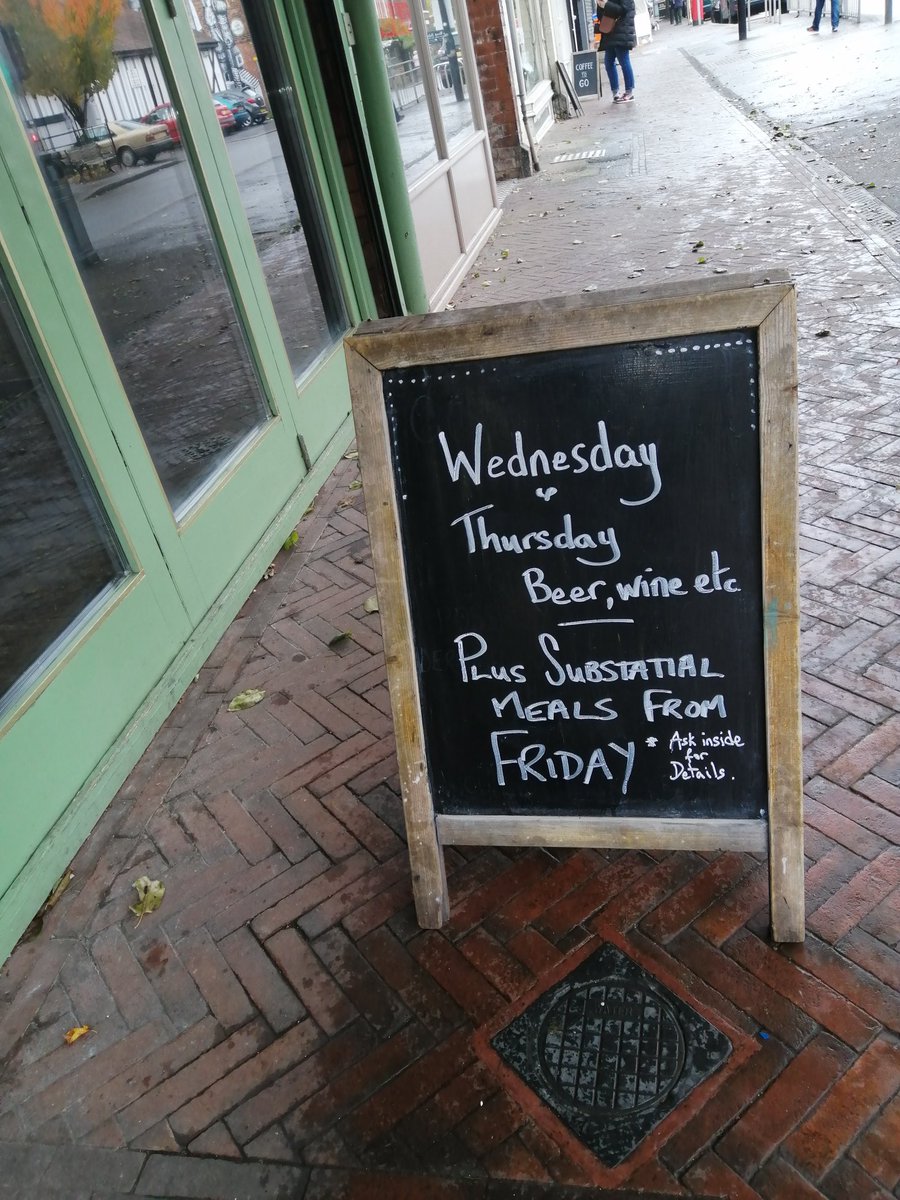 COFFEE
TO
GO
Wednesday
&
Thursday
Beer, wine etc
Plus Substatial
Meals From
Friday
* Ask inside
for
Details.